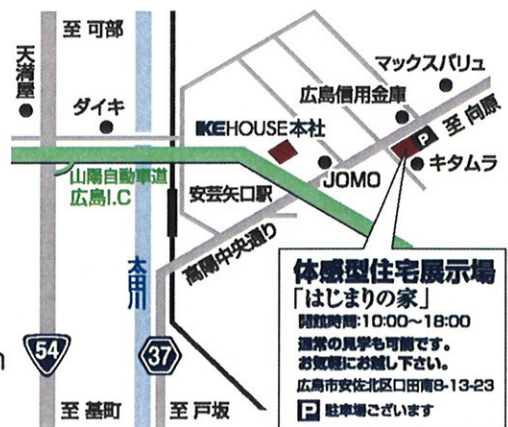 至 可部
天満屋
ダイキ
マックスバリュ
広島信用金庫
IKEHOUSE本社
P
至 向原
キタムラ
JOMO
山陽自動車道
広島I.C
安芸矢口駅
高陽中央通り
太田川
54
37
至 基町
至 戸坂
体感型住宅展示場
「はじまりの家」
開館時間:10:00〜18:00
通常の見学も可能です。
お気軽にお越し下さい。
広島市安佐北区口田南8-13-23
P 駐車場ございます